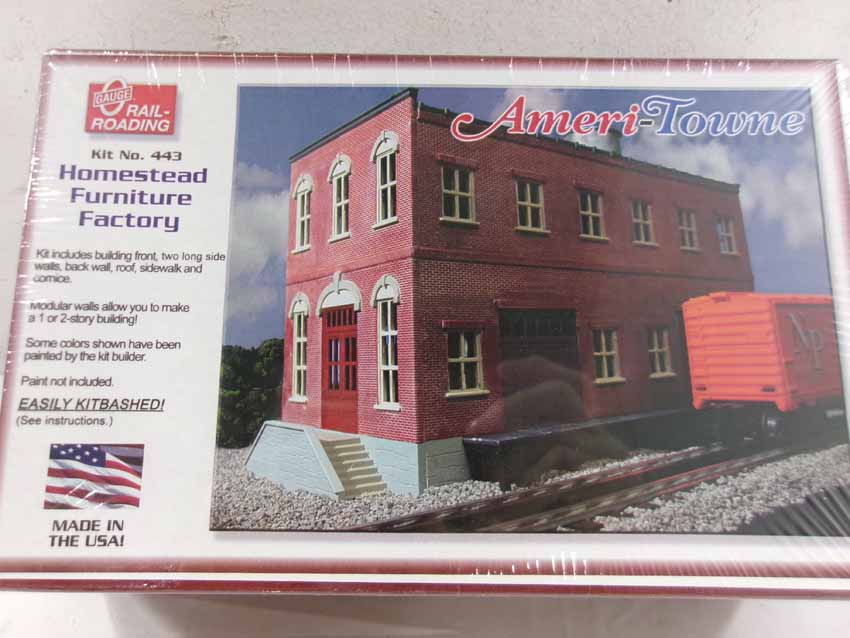 GAUGE
RAIL-
ROADING
Kit No. 443
Homestead
Furniture
Factory
Kit includes building front, two long side
walls, back wall, roof, sidewalk and
cornice.
Modular walls allow you to make
a 1 or 2-story building!
Some colors shown have been
painted by the kit builder.
Paint not included.
EASILY KITBASHED!
(See instructions.)
MADE IN
THE USA!
Ameri-Towne
NP